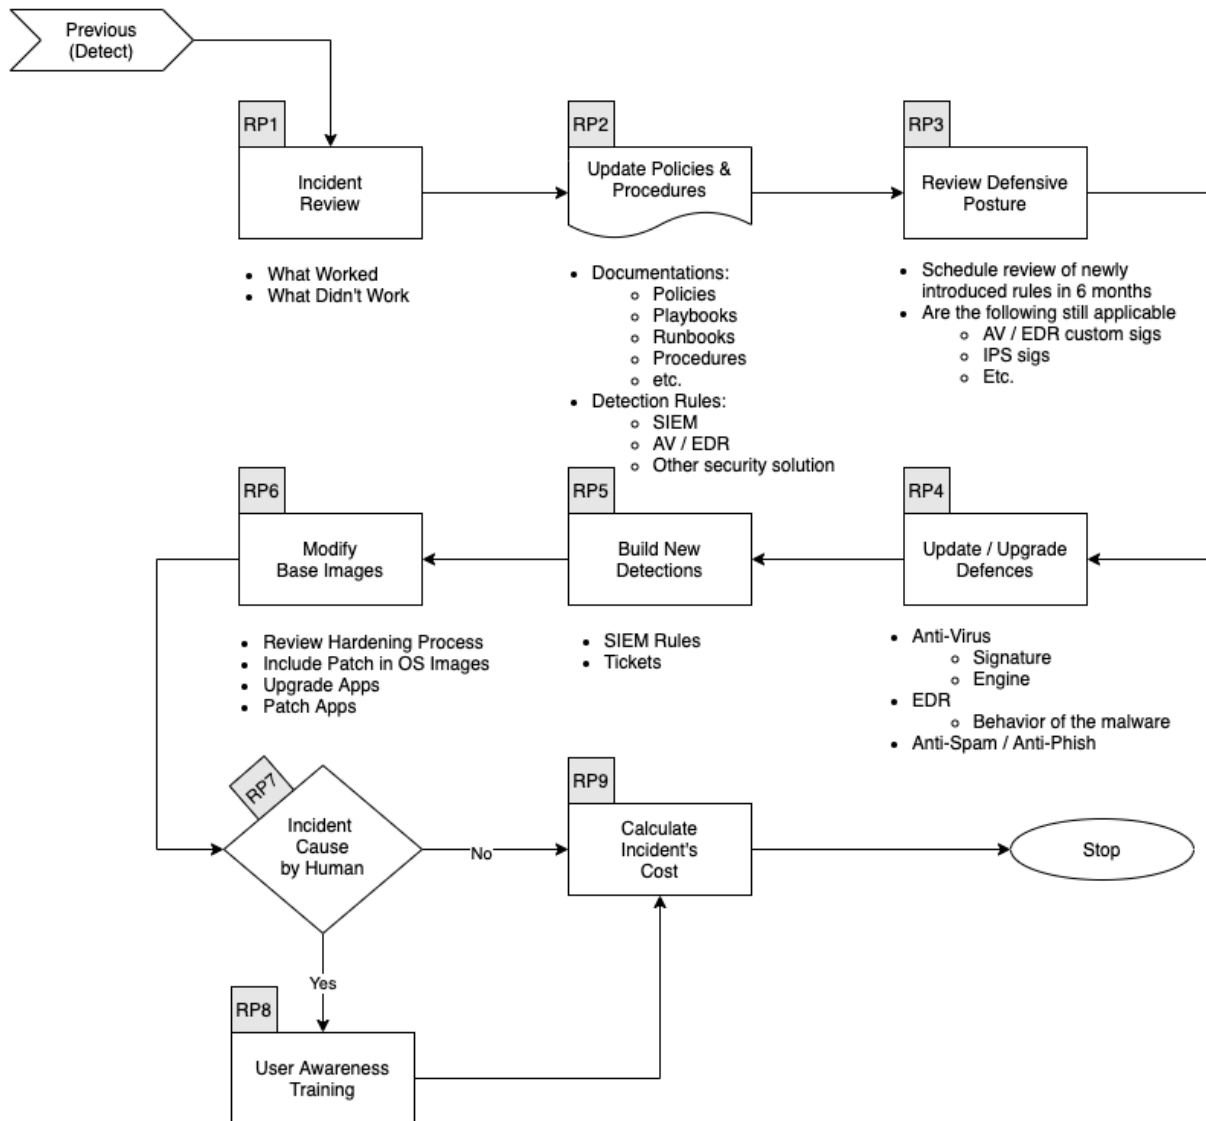 Previous
(Detect)
RP1
Incident
Review
What Worked
What Didn't Work
RP2
Update Policies &
Procedures
Documentations:
Policies
Playbooks
Runbooks
Procedures
etc.
Detection Rules:
SIEM
AV / EDR
Other security solution
RP3
Review Defensive
Posture
Schedule review of newly
introduced rules in 6 months
Are the following still applicable
AV / EDR custom sigs
IPS sigs
Etc.
RP4
Update / Upgrade
Defences
Anti-Virus
Signature
Engine
EDR
Behavior of the malware
Anti-Spam / Anti-Phish
RP5
Build New
Detections
SIEM Rules
Tickets
RP6
Modify
Base Images
Review Hardening Process
Include Patch in OS Images
Upgrade Apps
Patch Apps
RP7
Incident
Cause
by Human
No
Yes
RP8
User Awareness
Training
RP9
Calculate
Incident's
Cost
Stop